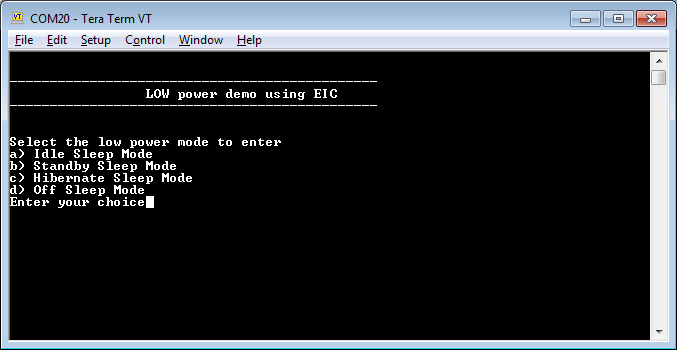 COM20 - Tera Term VT
File Edit Setup Control Window Help
LOW power demo using EIC
Select the low power mode to enter
a) Idle Sleep Mode
b) Standby Sleep Mode
c) Hibernate Sleep Mode
d) Off Sleep Mode
Enter your choice